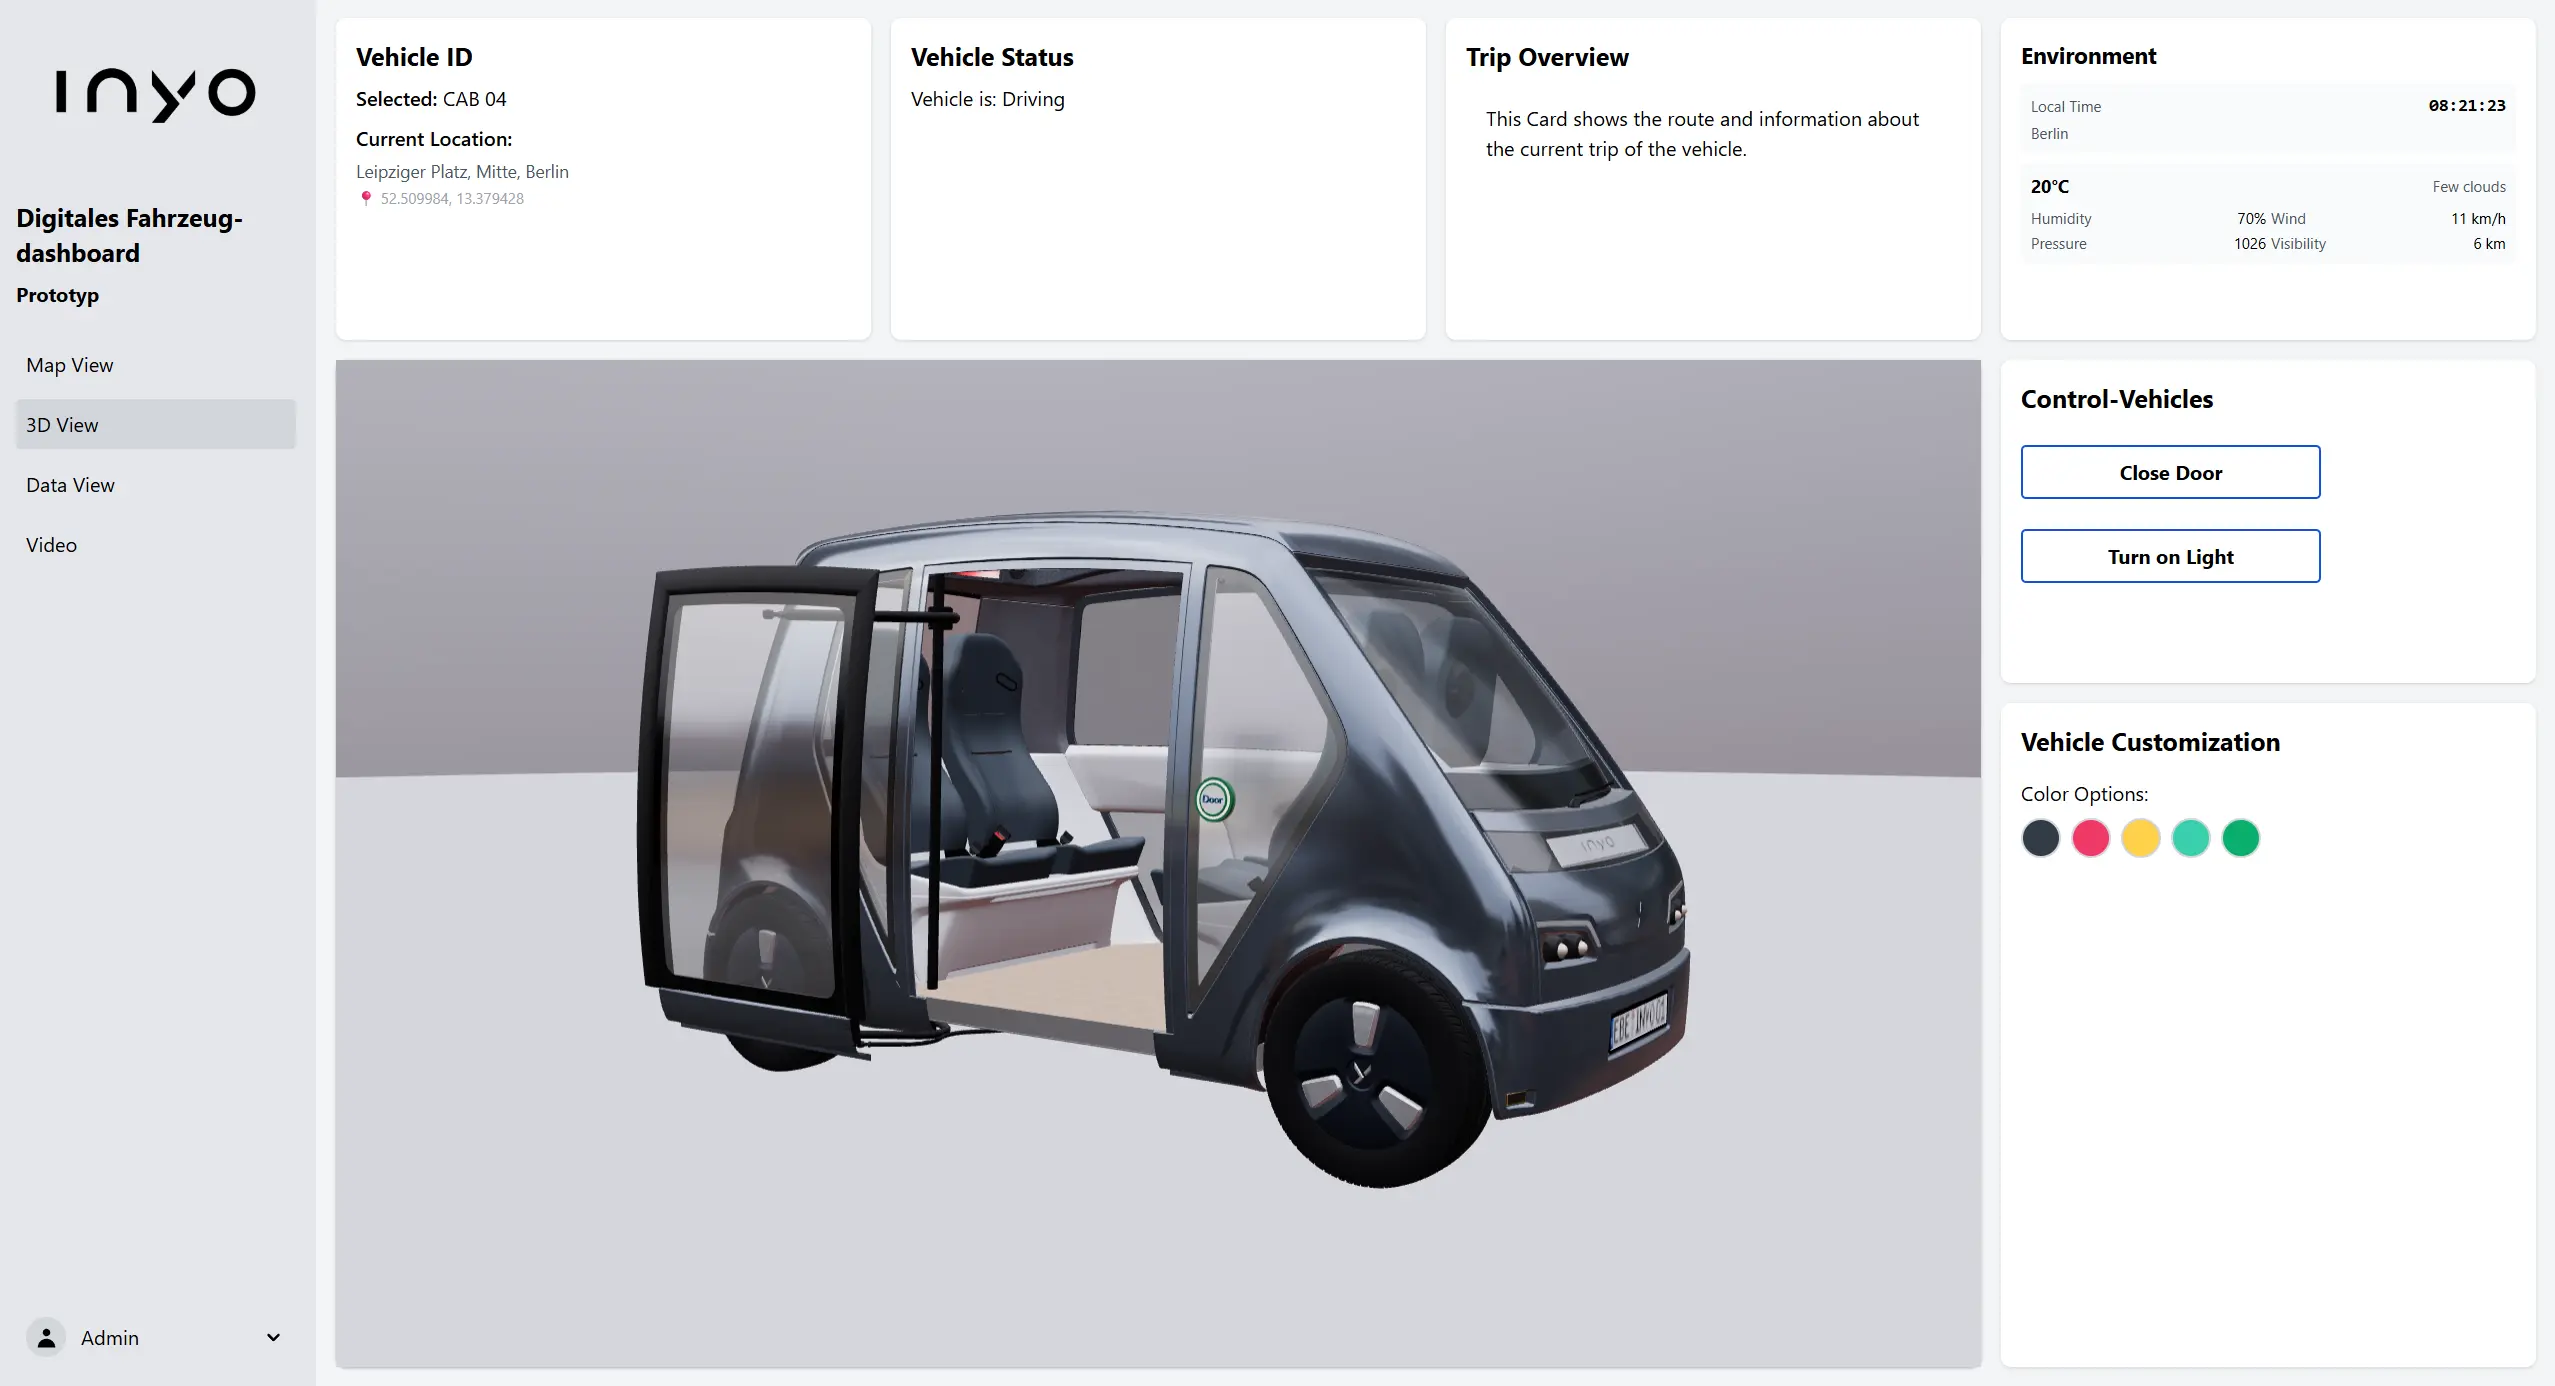 INYO
Digitales Fahrzeug-
dashboard
Prototyp
Map View
3D View
Data View
Video
Admin
Vehicle ID
Selected: CAB 04
Current Location:
Leipziger Platz, Mitte, Berlin
52.509984, 13.379428
Vehicle Status
Vehicle is: Driving
Trip Overview
This Card shows the route and information about
the current trip of the vehicle.
Environment
Local Time 08:21:23
Berlin
20°C Few clouds
Humidity 70% Wind 11 km/h
Pressure 1026 Visibility 6 km
Door
inyo
EBE INYO 01
Control-Vehicles
Close Door
Turn on Light
Vehicle Customization
Color Options: